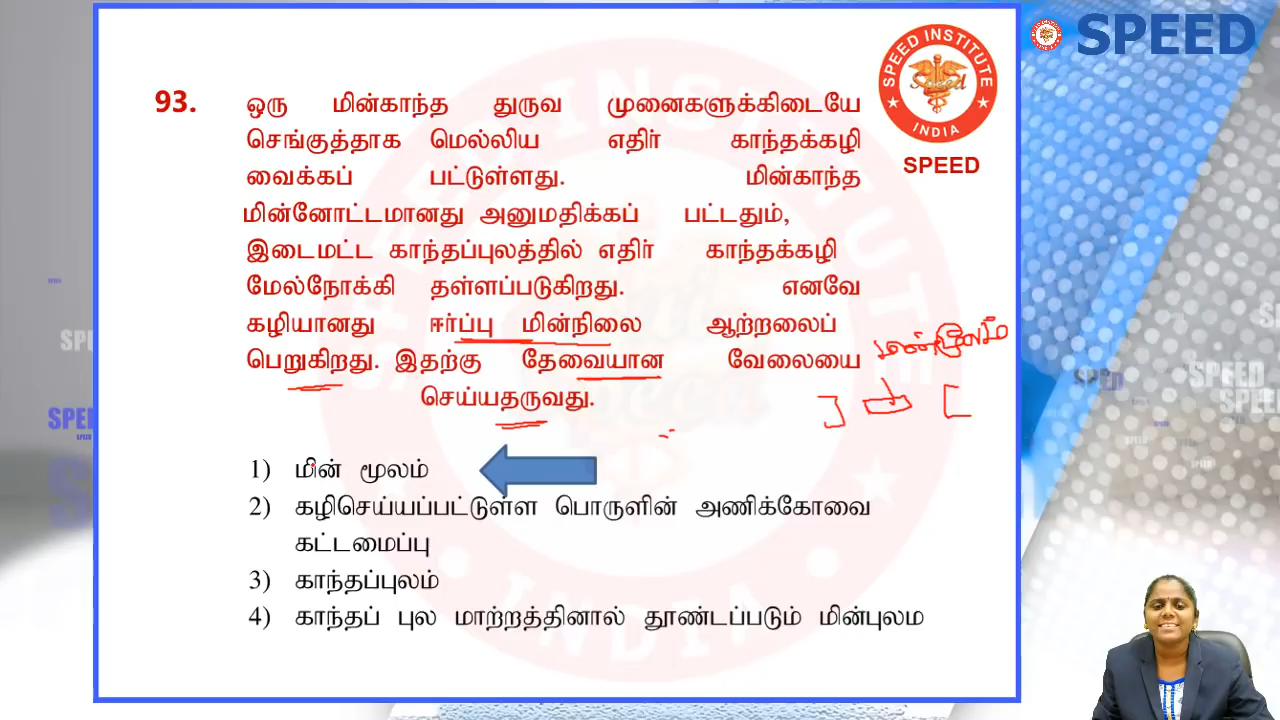 SPEED
SPEED INSTITUTE
Speed
INDIA
SPEED
93. ஒரு மின்காந்த துருவ முனைகளுக்கிடையே
செங்குத்தாக மெல்லிய எதிர் காந்தக்கழி
வைக்கப் பட்டுள்ளது. மின்காந்த
மின்னோட்டமானது அனுமதிக்கப் பட்டதும்,
இடைமட்ட காந்தப்புலத்தில் எதிர் காந்தக்கழி
மேல்நோக்கி தள்ளப்படுகிறது. எனவே
கழியானது ஈர்ப்பு மின்நிலை ஆற்றலைப்
பெறுகிறது. இதற்கு தேவையான வேலையை
செய்யதருவது.
1) மின் மூலம்
2) கழிசெய்யப்பட்டுள்ள பொருளின் அணிக்கோவை
கட்டமைப்பு
3) காந்தப்புலம்
4) காந்தப் புல மாற்றத்தினால் தூண்டப்படும் மின்புலம